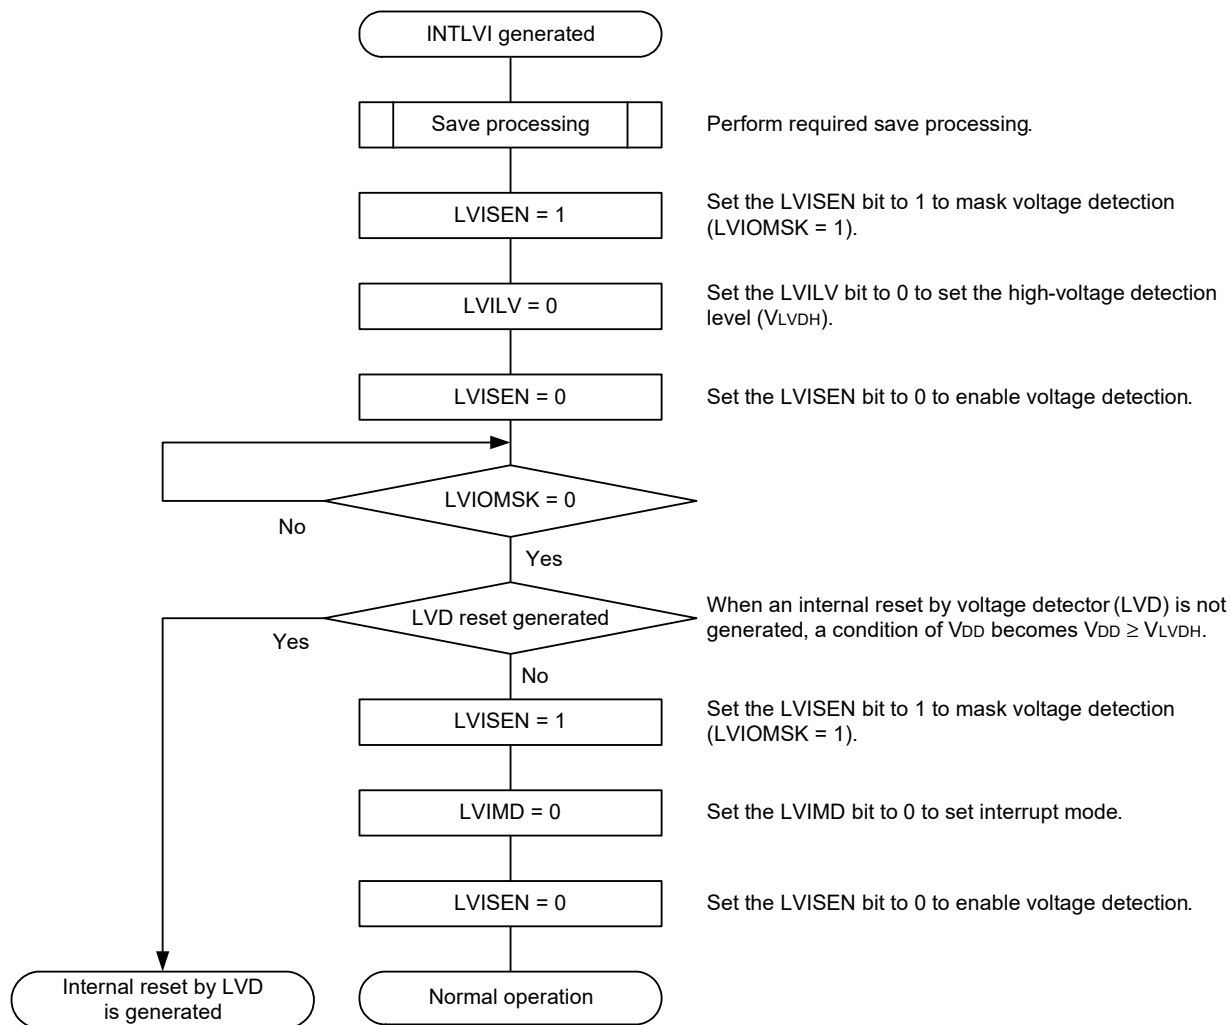 INTLVI generated
Save processing
Perform required save processing.
LVISEN = 1
Set the LVISEN bit to 1 to mask voltage detection
(LVIOMSK = 1).
LVILV = 0
Set the LVILV bit to 0 to set the high-voltage detection
level (VLVDH).
LVISEN = 0
Set the LVISEN bit to 0 to enable voltage detection.
LVIOMSK = 0
No
Yes
LVD reset generated
When an internal reset by voltage detector (LVD) is not
generated, a condition of VDD becomes VDD ≥ VLVDH.
Yes
No
LVISEN = 1
Set the LVISEN bit to 1 to mask voltage detection
(LVIOMSK = 1).
LVIMD = 0
Set the LVIMD bit to 0 to set interrupt mode.
LVISEN = 0
Set the LVISEN bit to 0 to enable voltage detection.
Internal reset by LVD
is generated
Normal operation